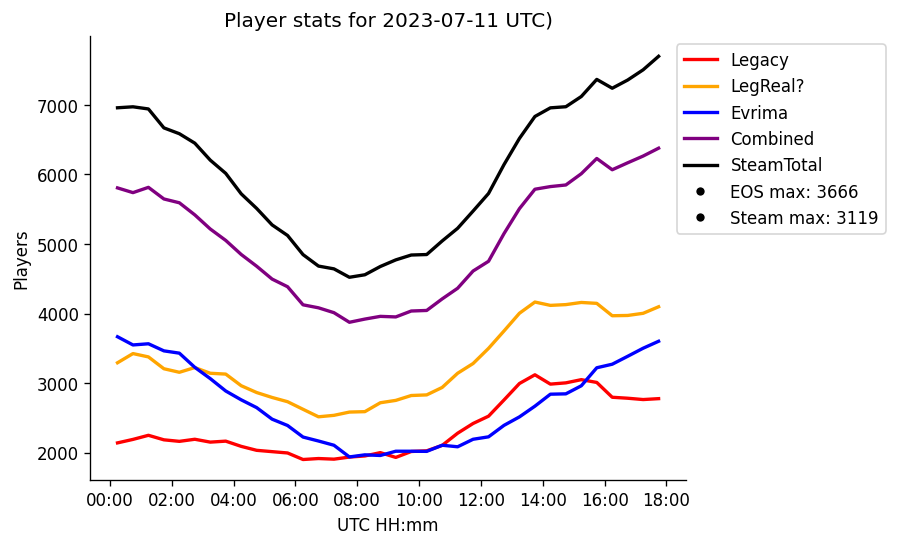 Player stats for 2023-07-11 UTC)
Legacy
LegReal?
Evrima
Combined
SteamTotal
EOS max: 3666
Steam max: 3119
Players
7000
6000
5000
4000
3000
2000
00:00 02:00 04:00 06:00 08:00 10:00 12:00 14:00 16:00 18:00
UTC HH:mm